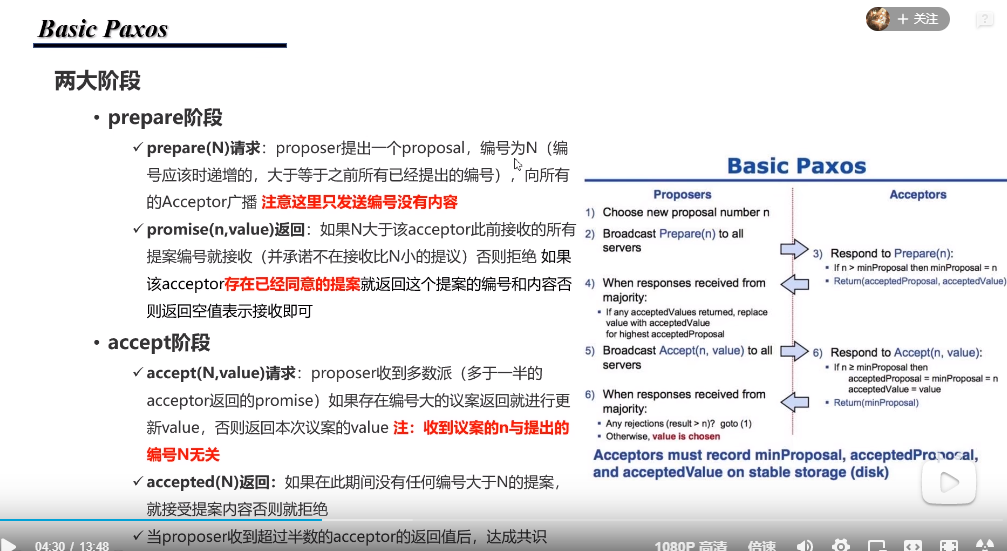 Basic Paxos
+ 关注
两大阶段
• prepare阶段
✓ prepare(N)请求：proposer提出一个proposal，编号为N（编
号应该时递增的，大于等于之前所有已经提出的编号），向所有
的Acceptor广播 注意这里只发送编号没有内容
✓ promise(n,value)返回：如果N大于该acceptor此前接收的所有
提案编号就接收（并承诺不在接收比N小的提议）否则拒绝 如果
该acceptor存在已经同意的提案就返回这个提案的编号和内容否
则返回空值表示接收即可
• accept阶段
✓ accept(N,value)请求：proposer收到多数派（多于一半的
acceptor返回的promise）如果存在编号大的议案返回就进行更
新value，否则返回本次议案的value 注：收到议案的n与提出的
编号N无关
✓ accepted(N)返回：如果在此期间没有任何编号大于N的提案，
就接受提案内容否则就拒绝
✓ 当proposer收到超过半数的acceptor的返回值后，达成共识
Basic Paxos
Proposers
Acceptors
1) Choose new proposal number n
2) Broadcast Prepare(n) to all
servers
3) Respond to Prepare(n):
▪ If n > minProposal then minProposal = n
▪ Return(acceptedProposal, acceptedValue)
4) When responses received from
majority:
▪ If any acceptedValues returned, replace
value with acceptedValue
for highest acceptedProposal
5) Broadcast Accept(n, value) to all
servers
6) Respond to Accept(n, value):
▪ If n ≥ minProposal then
acceptedProposal = minProposal = n
acceptedValue = value
▪ Return(minProposal)
6) When responses received from
majority:
▪ Any rejections (result > n)? goto (1)
▪ Otherwise, value is chosen
Acceptors must record minProposal, acceptedProposal,
and acceptedValue on stable storage (disk)
04:30 / 13:48
1080P 高清
倍速